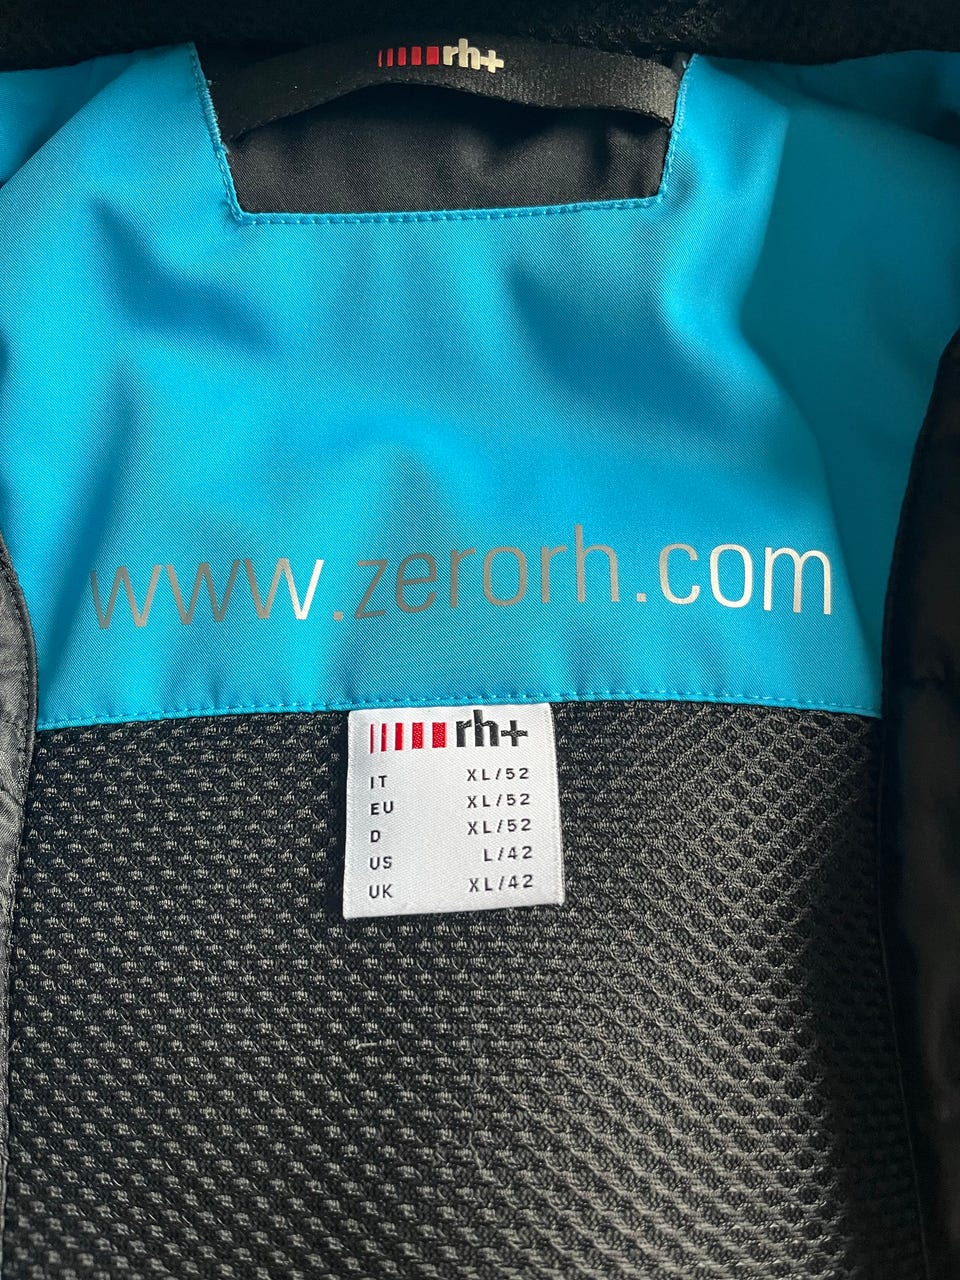 rh+
www.zerorh.com
rh+
IT XL/52
EU XL/52
D XL/52
US L/42
UK XL/42